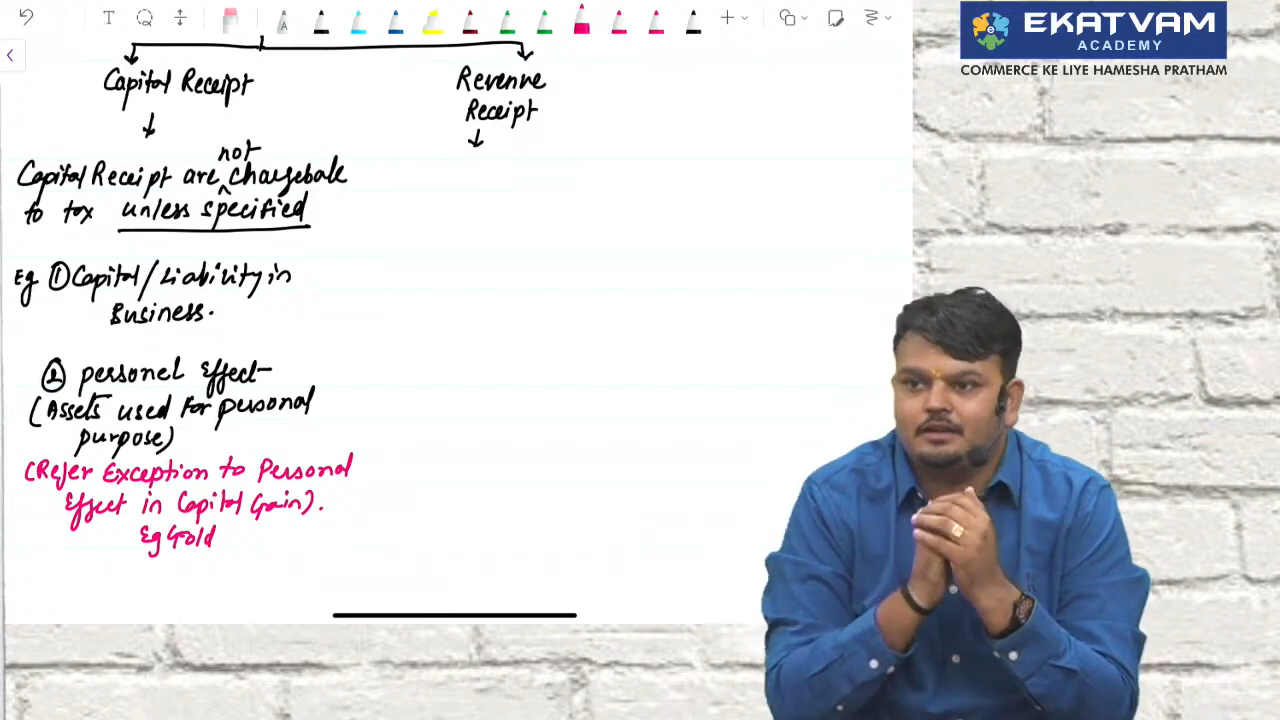 EKATVAM
ACADEMY
COMMERCE KE LIYE HAMESHA PRATHAM
Capital Receipt
Revenue
Receipt
not
Capital Receipt are chargebale
to tax unless specified
Eg ① Capital / Liability in
Business.
② personel Effect
(Assets used for personal
purpose)
(Refer Exception to Personal
Effect in Capital Gain).
Eg Gold